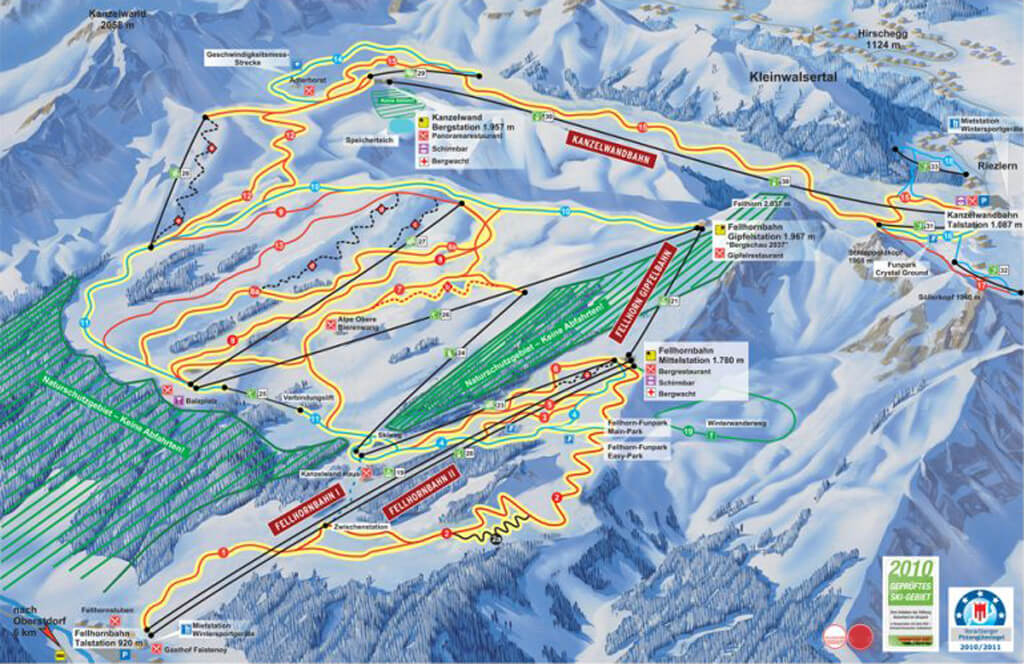 Kanzelwand
2058 m
Hirschegg
1124 m
Geschwindigkeitsmess-
Strecke
Adlerhorst
Kleinwalsertal
Keine Abfahrt
Speicherteich
Kanzelwand
Bergstation 1.957 m
Panoramarestaurant
Schirmbar
Bergwacht
KANZELWANDBAHN
Mietstation
Wintersportgeräte
Riezlern
Kanzelwandbahn
Talstation 1.087 m
Fellhorn 2.037 m
Fellhornbahn
Gipfelstation 1.967 m
"Bergschau 2037"
Gipfelrestaurant
Funpark
Crystal Ground
Söllerkopf 1940 m
FELLHORN GIPFELBAHN
Alpe Obere
Bierenwang
Naturschutzgebiet – Keine Abfahrten!
Fellhornbahn
Mittelstation 1.780 m
Bergrestaurant
Schirmbar
Bergwacht
Naturschutzgebiet – Keine Abfahrten!
Balzplatz
Verbindungslift
Skiweg
Fellhorn-Funpark
Main-Park
Winterwanderweg
Fellhorn-Funpark
Easy-Park
Kanzelwand Haus
FELLHORNBAHN I
FELLHORNBAHN II
Zwischenstation
nach
Oberstdorf
Fellhornstuben
Fellhornbahn
Talstation 920 m
Mietstation
Wintersportgeräte
Gasthof Faistenoy
2010
GEPRÜFTES
SKI-GEBIET
Vorarlberger
Pistengütesiegel
2010/2011